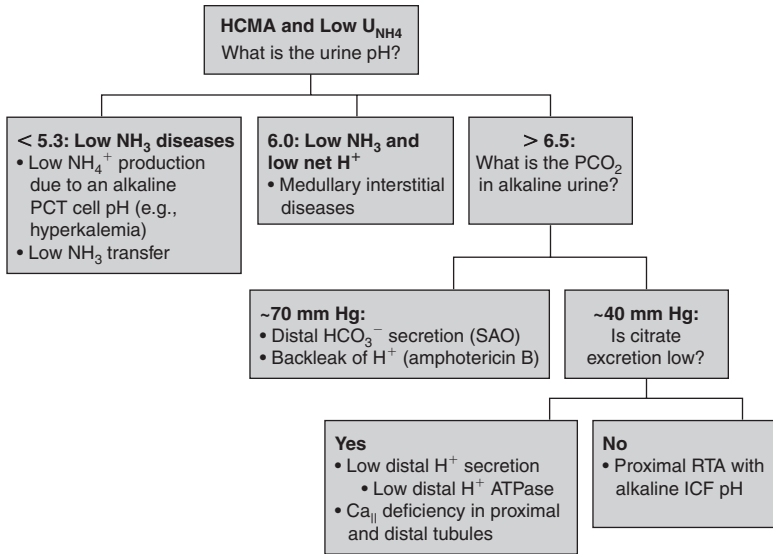 HCMA and Low U_NH4
What is the urine pH?
< 5.3: Low NH₃ diseases
• Low NH₄⁺ production
due to an alkaline
PCT cell pH (e.g.,
hyperkalemia)
• Low NH₃ transfer
6.0: Low NH₃ and
low net H⁺
• Medullary interstitial
diseases
> 6.5:
What is the PCO₂
in alkaline urine?
~70 mm Hg:
• Distal HCO₃⁻ secretion (SAO)
• Backleak of H⁺ (amphotericin B)
~40 mm Hg:
Is citrate
excretion low?
Yes
• Low distal H⁺ secretion
• Low distal H⁺ ATPase
• Ca_II deficiency in proximal
and distal tubules
No
• Proximal RTA with
alkaline ICF pH